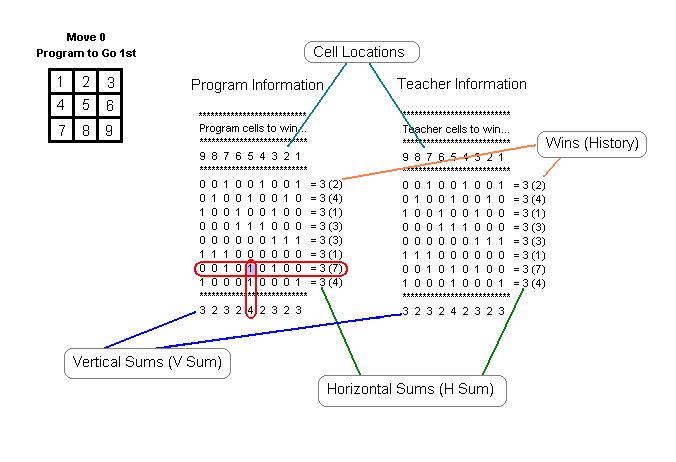 Move 0
Program to Go 1st
1 2 3
4 5 6
7 8 9
Cell Locations
Program Information
***************************
Program cells to win...
***************************
9 8 7 6 5 4 3 2 1
***************************
0 0 1 0 0 1 0 0 1 = 3 (2)
0 1 0 0 1 0 0 1 0 = 3 (4)
1 0 0 1 0 0 1 0 0 = 3 (1)
0 0 0 1 1 1 0 0 0 = 3 (3)
0 0 0 0 0 0 1 1 1 = 3 (3)
1 1 1 0 0 0 0 0 0 = 3 (1)
0 0 1 0 1 0 1 0 0 = 3 (7)
1 0 0 0 1 0 0 0 1 = 3 (4)
***************************
3 2 3 2 4 2 3 2 3
Teacher Information
***************************
Teacher cells to win...
***************************
9 8 7 6 5 4 3 2 1
***************************
0 0 1 0 0 1 0 0 1 = 3 (2)
0 1 0 0 1 0 0 1 0 = 3 (4)
1 0 0 1 0 0 1 0 0 = 3 (1)
0 0 0 1 1 1 0 0 0 = 3 (3)
0 0 0 0 0 0 1 1 1 = 3 (3)
1 1 1 0 0 0 0 0 0 = 3 (1)
0 0 1 0 1 0 1 0 0 = 3 (7)
1 0 0 0 1 0 0 0 1 = 3 (4)
***************************
3 2 3 2 4 2 3 2 3
Wins (History)
Vertical Sums (V Sum)
Horizontal Sums (H Sum)